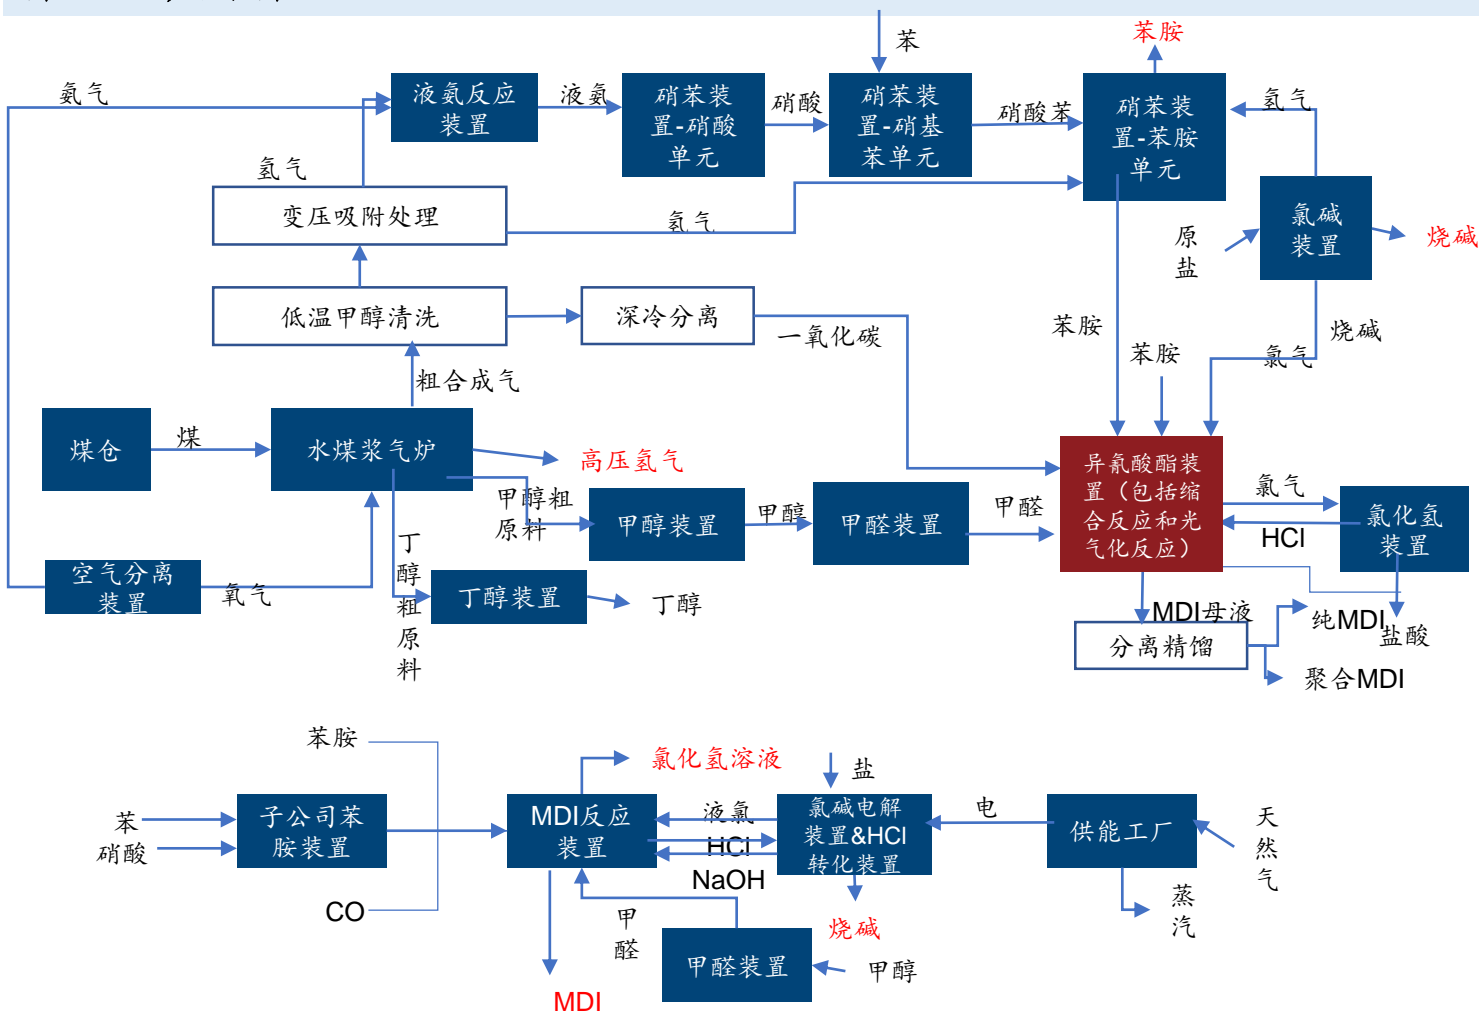 苯
苯胺
氨气
液氨反应
装置
液氨
硝苯装
置-硝酸
单元
硝酸
硝苯装
置-硝基
苯单元
硝酸苯
硝苯装
置-苯胺
单元
氢气
氢气
变压吸附处理
氢气
氯碱
装置
原
盐
烧碱
低温甲醇清洗
深冷分离
一氧化碳
苯胺
苯胺
氯气
烧碱
粗合成气
煤仓
煤
水煤浆气炉
高压氢气
甲醇粗
原料
甲醇装置
甲醇
甲醛装置
甲醛
异氰酸酯装
置（包括缩
合反应和光
气化反应）
氯气
HCl
氯化氢
装置
空气分离
装置
氧气
丁
醇
粗
原
料
丁醇装置
丁醇
MDI母液
分离精馏
纯MDI
盐酸
聚合MDI
苯胺
氯化氢溶液
盐
苯
硝酸
子公司苯
胺装置
MDI反应
装置
液氯
HCl
NaOH
氯碱电解
装置&HCl
转化装置
电
供能工厂
天
然
气
CO
甲
醛
烧碱
蒸
汽
甲醛装置
甲醇
MDI